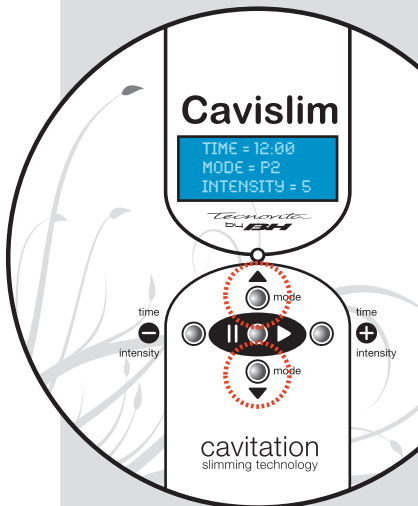 Cavislim
TIME = 12:00
MODE = P2
INTENSITY = 5
Tecnovita
by BH
mode
time
time
intensity
intensity
mode
cavitation
slimming technology